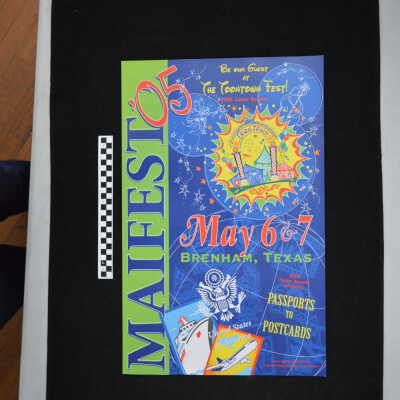 MAIFEST '05
Be our Guest
at
The Toontown Fest!
May 6 & 7
Brenham, Texas
PASSPORTS
TO
POSTCARDS
United States